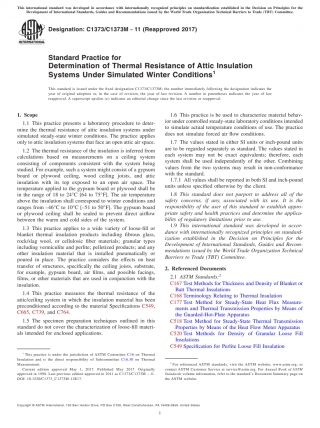 This international standard was developed in accordance with internationally recognized principles on standardization established in the Decision on Principles for the
Development of International Standards, Guides and Recommendations issued by the World Trade Organization Technical Barriers to Trade (TBT) Committee.
Designation: C1373/C1373M − 11 (Reapproved 2017)
Standard Practice for
Determination of Thermal Resistance of Attic Insulation
Systems Under Simulated Winter Conditions1
This standard is issued under the fixed designation C1373/C1373M; the number immediately following the designation indicates the
year of original adoption or, in the case of revision, the year of last revision. A number in parentheses indicates the year of last
reapproval. A superscript epsilon (ε) indicates an editorial change since the last revision or reapproval.
1. Scope
1.1 This practice presents a laboratory procedure to deter-
mine the thermal resistance of attic insulation systems under
simulated steady-state winter conditions. The practice applies
only to attic insulation systems that face an open attic air space.
1.2 The thermal resistance of the insulation is inferred from
calculations based on measurements on a ceiling system
consisting of components consistent with the system being
studied. For example, such a system might consist of a gypsum
board or plywood ceiling, wood ceiling joists, and attic
insulation with its top exposed to an open air space. The
temperature applied to the gypsum board or plywood shall be
in the range of 18 to 24°C [64 to 75°F]. The air temperature
above the insulation shall correspond to winter conditions and
ranges from −46°C to 10°C [-51 to 50°F]. The gypsum board
or plywood ceiling shall be sealed to prevent direct airflow
between the warm and cold sides of the system.
1.3 This practice applies to a wide variety of loose-fill or
blanket thermal insulation products including fibrous glass,
rock/slag wool, or cellulosic fiber materials; granular types
including vermiculite and perlite; pelletized products; and any
other insulation material that is installed pneumatically or
poured in place. The practice considers the effects on heat
transfer of structures, specifically the ceiling joists, substrate,
for example, gypsum board, air films, and possible facings,
films, or other materials that are used in conjunction with the
insulation.
1.4 This practice measures the thermal resistance of the
attic/ceiling system in which the insulation material has been
preconditioned according to the material Specifications C549,
C665, C739, and C764.
1.5 The specimen preparation techniques outlined in this
standard do not cover the characterization of loose-fill materi-
als intended for enclosed applications.
1 This practice is under the jurisdiction of ASTM Committee C16 on Thermal
Insulation and is the direct responsibility of Subcommittee C16.30 on Thermal
Measurement.
Current edition approved May 1, 2017. Published May 2017. Originally
approved in 1998. Last previous edition approved in 2011 as C1373/C1373M – 11.
DOI: 10.1520/C1373_C1373M-11R17.
1.6 This practice is to be used to characterize material behav-
ior under controlled steady-state laboratory conditions intended
to simulate actual temperature conditions of use. The practice
does not simulate forced air flow conditions.
1.7 The values stated in either SI units or inch-pound units
are to be regarded separately as standard. The values stated in
each system may not be exact equivalents; therefore, each
system shall be used independently of the other. Combining
values from the two systems may result in non-conformance
with the standard.
1.7.1 All values shall be reported in both SI and inch-pound
units unless specified otherwise by the client.
1.8 This standard does not purport to address all of the
safety concerns, if any, associated with its use. It is the
responsibility of the user of this standard to establish appro-
priate safety and health practices and determine the applica-
bility of regulatory limitations prior to use.
1.9 This international standard was developed in accor-
dance with internationally recognized principles on standard-
ization established in the Decision on Principles for the
Development of International Standards, Guides and Recom-
mendations issued by the World Trade Organization Technical
Barriers to Trade (TBT) Committee.
2. Referenced Documents
2.1 ASTM Standards:2
C167 Test Methods for Thickness and Density of Blanket or
Batt Thermal Insulations
C168 Terminology Relating to Thermal Insulation
C177 Test Method for Steady-State Heat Flux Measure-
ments and Thermal Transmission Properties by Means of
the Guarded-Hot-Plate Apparatus
C518 Test Method for Steady-State Thermal Transmission
Properties by Means of the Heat Flow Meter Apparatus
C520 Test Methods for Density of Granular Loose Fill
Insulations
C549 Specification for Perlite Loose Fill Insulation
2 For referenced ASTM standards, visit the ASTM website, www.astm.org, or
contact ASTM Customer Service at service@astm.org. For Annual Book of ASTM
Standards volume information, refer to the standard's Document Summary page on
the ASTM website.
Copyright © ASTM International, 100 Barr Harbor Drive, PO Box C700, West Conshohocken, PA 19428-2959. United States
1